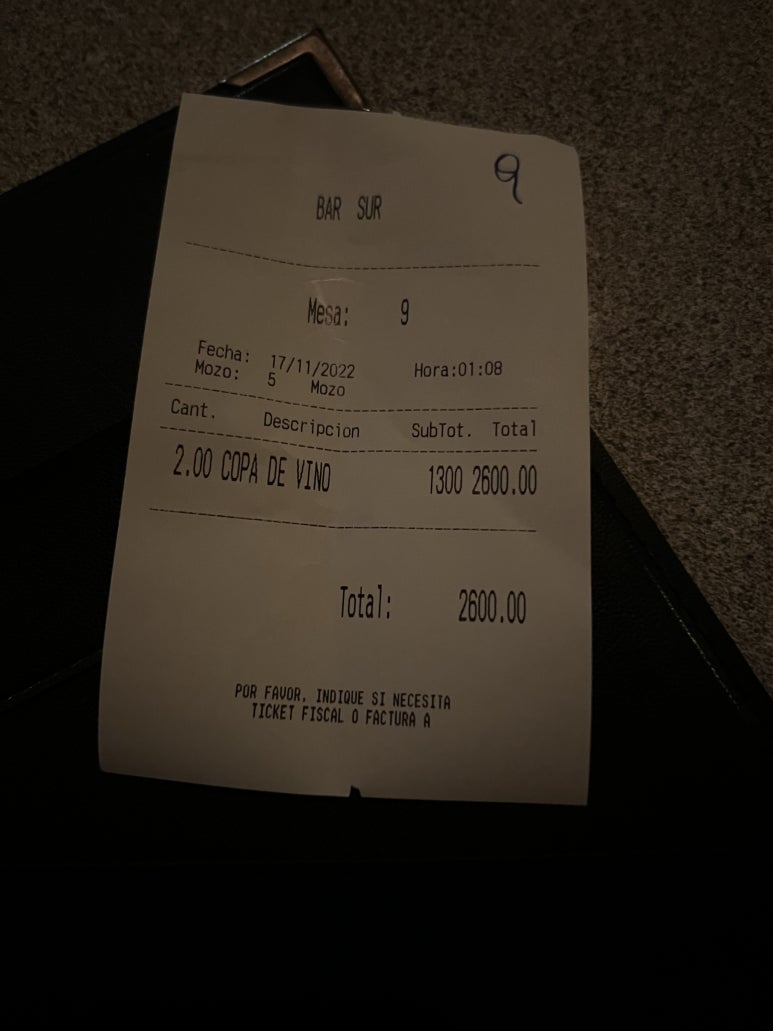 9
BAR SUR
Mesa: 9
Fecha: 17/11/2022 Hora:01:08
Mozo: 5 Mozo
Cant. Descripcion SubTot. Total
2.00 COPA DE VINO 1300 2600.00
Total: 2600.00
POR FAVOR, INDIQUE SI NECESITA
TICKET FISCAL O FACTURA A